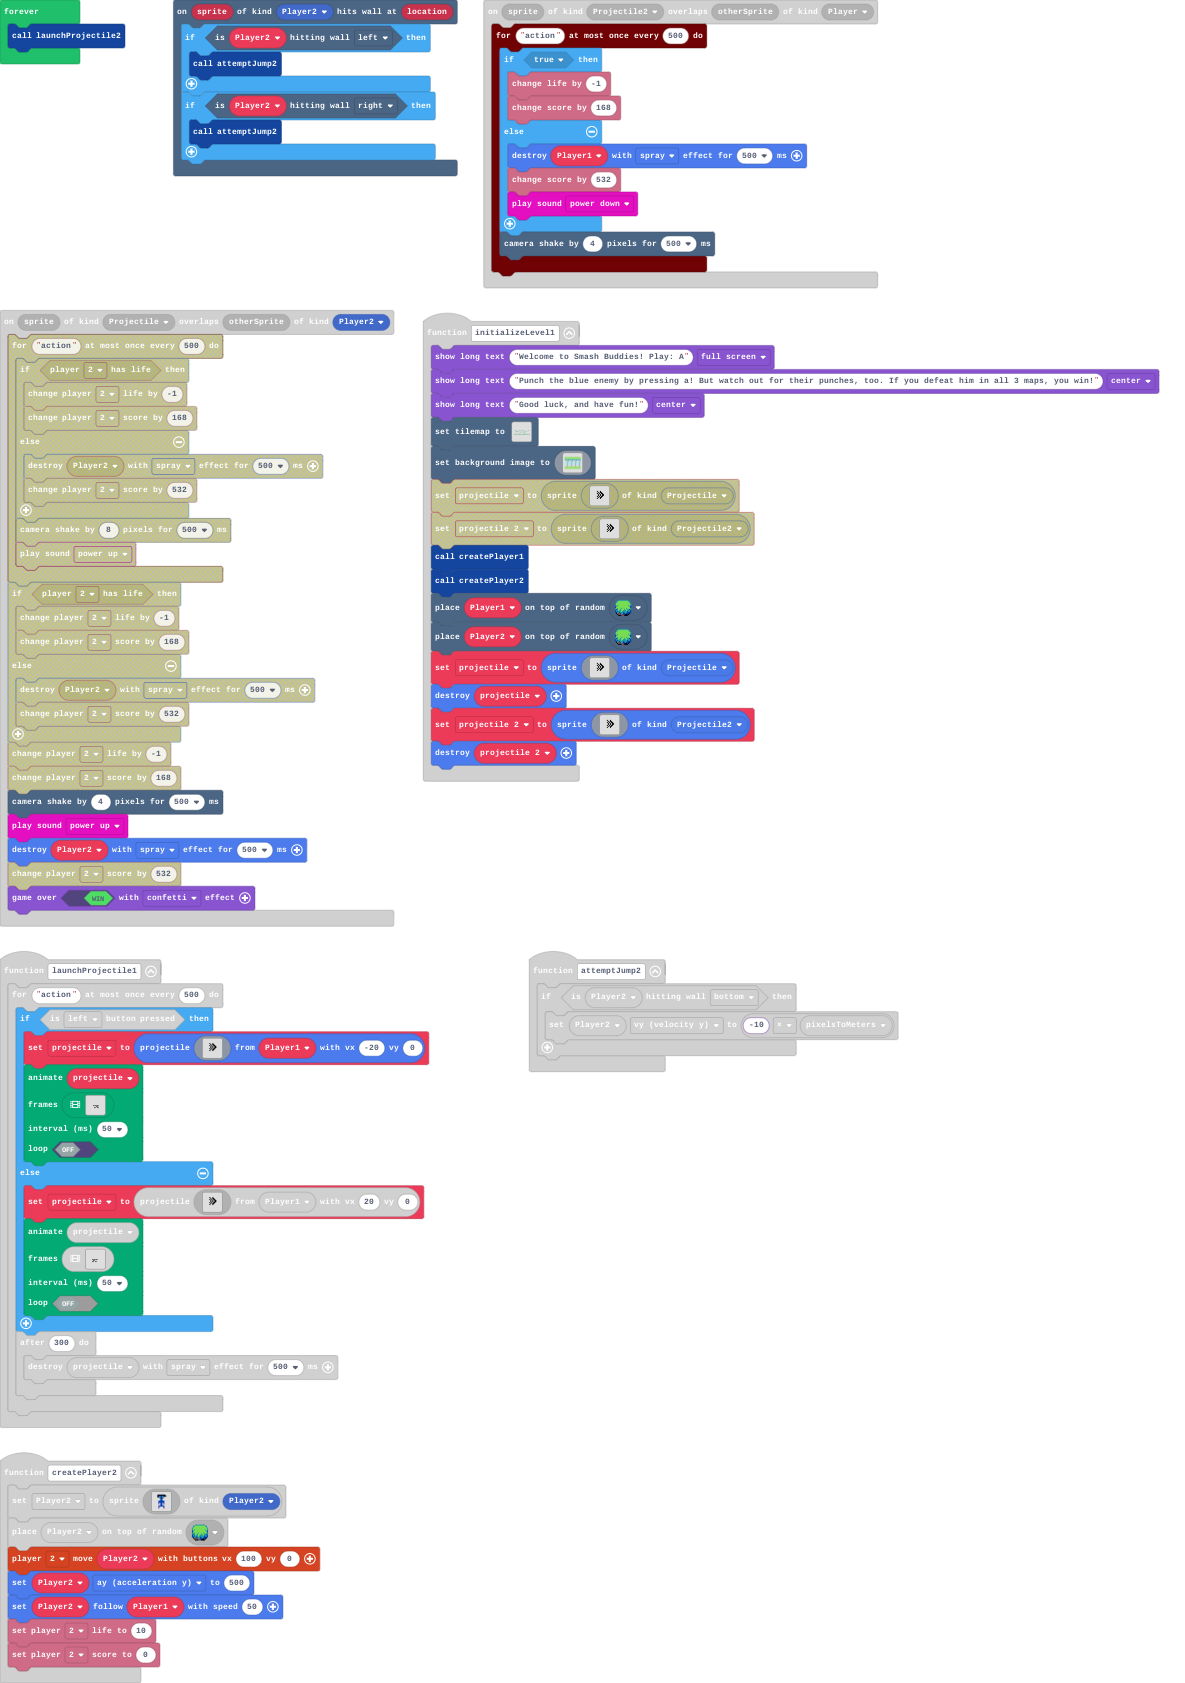 forever
call launchProjectile2
on sprite of kind Player2 hits wall at location
if is Player2 hitting wall left then
call attemptJump2
if is Player2 hitting wall right then
call attemptJump2
on sprite of kind Projectile2 overlaps otherSprite of kind Player
for "action" at most once every 500 do
if true then
change life by -1
change score by 168
else
destroy Player1 with spray effect for 500 ms
change score by 532
play sound power down
camera shake by 4 pixels for 500 ms
on sprite of kind Projectile overlaps otherSprite of kind Player2
for "action" at most once every 500 do
if player 2 has life then
change player 2 life by -1
change player 2 score by 168
else
destroy Player2 with spray effect for 500 ms
change player 2 score by 532
camera shake by 8 pixels for 500 ms
play sound power up
if player 2 has life then
change player 2 life by -1
change player 2 score by 168
else
destroy Player2 with spray effect for 500 ms
change player 2 score by 532
change player 2 life by -1
change player 2 score by 168
camera shake by 4 pixels for 500 ms
play sound power up
destroy Player2 with spray effect for 500 ms
change player 2 score by 532
game over WIN with confetti effect
function initializeLevel1
show long text "Welcome to Smash Buddies! Play: A" full screen
show long text "Punch the blue enemy by pressing a! But watch out for their punches, too. If you defeat him in all 3 maps, you win!" center
show long text "Good luck, and have fun!" center
set tilemap to
set background image to
set projectile to sprite of kind Projectile
set projectile 2 to sprite of kind Projectile2
call createPlayer1
call createPlayer2
place Player1 on top of random
place Player2 on top of random
set projectile to sprite of kind Projectile
destroy projectile
set projectile 2 to sprite of kind Projectile2
destroy projectile 2
function launchProjectile1
for "action" at most once every 500 do
if is left button pressed then
set projectile to projectile from Player1 with vx -20 vy 0
animate projectile
frames
interval (ms) 50
loop OFF
else
set projectile to projectile from Player1 with vx 20 vy 0
animate projectile
frames
interval (ms) 50
loop OFF
after 300 do
destroy projectile with spray effect for 500 ms
function attemptJump2
if is Player2 hitting wall bottom then
set Player2 vy (velocity y) to -10 × pixelsToMeters
function createPlayer2
set Player2 to sprite of kind Player2
place Player2 on top of random
player 2 move Player2 with buttons vx 100 vy 0
set Player2 ay (acceleration y) to 500
set Player2 follow Player1 with speed 50
set player 2 life to 10
set player 2 score to 0